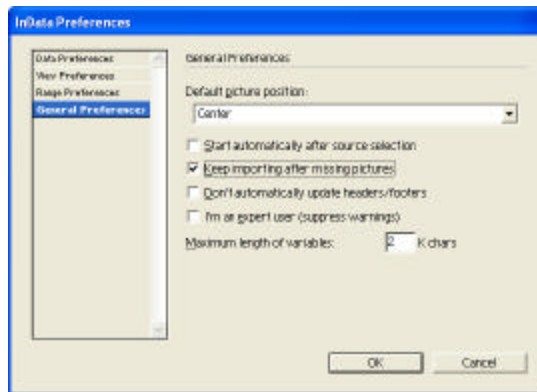 InData Preferences
Data Preferences
View Preferences
Range Preferences
General Preferences
General Preferences
Default picture position:
Center
Start automatically after source selection
Keep importing after missing pictures
Don't automatically update headers/footers
I'm an expert user (suppress warnings)
Maximum length of variables: 2 K chars
OK Cancel